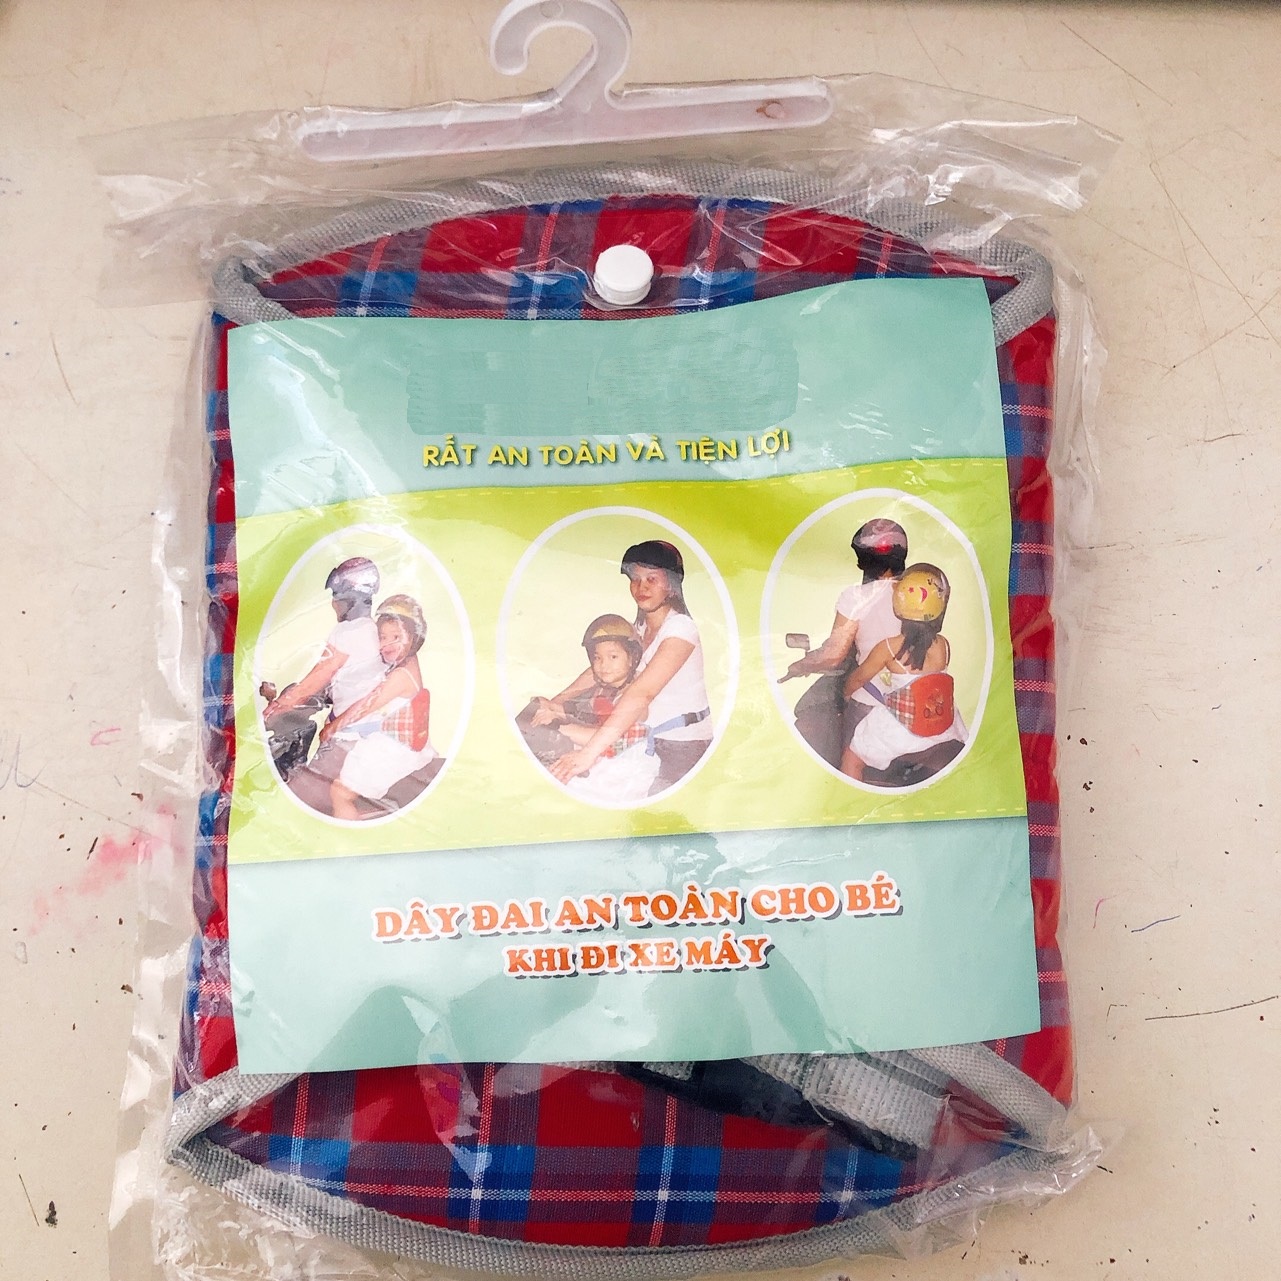 RẤT AN TOÀN VÀ TIỆN LỢI
DÂY ĐAI AN TOÀN CHO BÉ
KHI ĐI XE MÁY